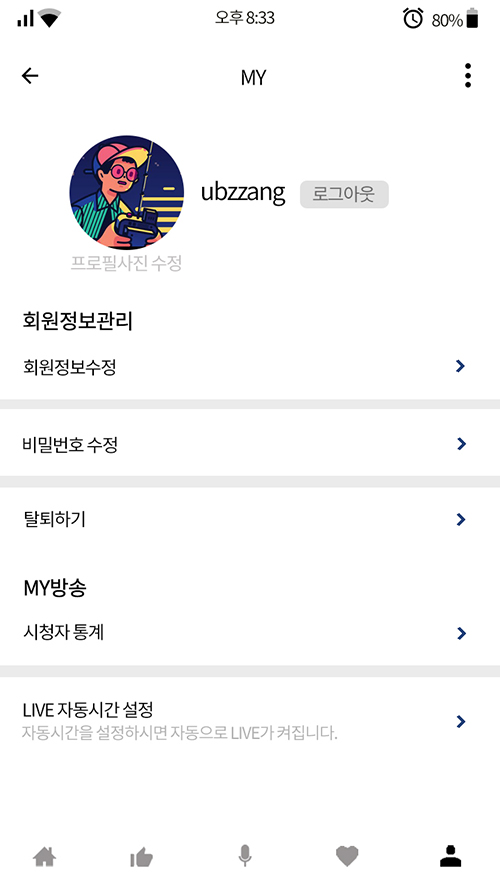 오후 8:33
80%
MY
ubzzang
로그아웃
프로필사진 수정
회원정보관리
회원정보수정
비밀번호 수정
탈퇴하기
MY방송
시청자 통계
LIVE 자동시간 설정
자동시간을 설정하시면 자동으로 LIVE가 켜집니다.